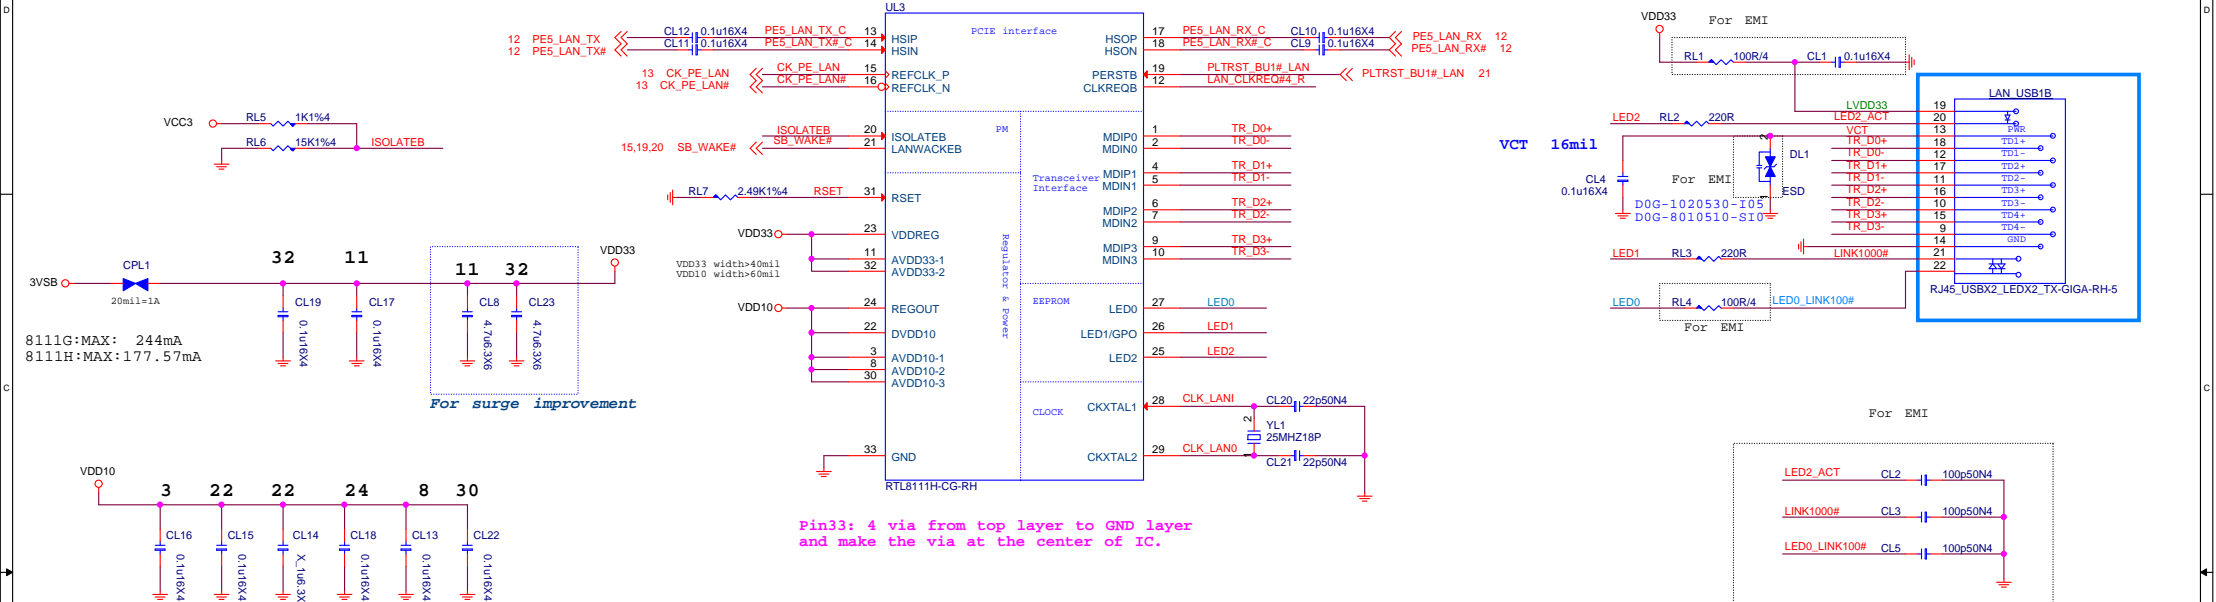 D
D
UL3
PCIE interface
12 PE5_LAN_TX
CL12 0.1u16X4 PE5_LAN_TX_C 13 HSIP
12 PE5_LAN_TX#
CL11 0.1u16X4 PE5_LAN_TX#_C 14 HSIN
HSOP 17 PE5_LAN_RX_C CL10 0.1u16X4 PE5_LAN_RX 12
HSON 18 PE5_LAN_RX#_C CL9 0.1u16X4 PE5_LAN_RX# 12
13 CK_PE_LAN CK_PE_LAN 15 REFCLK_P
13 CK_PE_LAN# CK_PE_LAN# 16 REFCLK_N
PERSTB 19 PLTRST_BU1#_LAN PLTRST_BU1#_LAN 21
CLKREQB 12 LAN_CLKREQ#4_R
VCC3 RL5 1K1%4
RL6 15K1%4 ISOLATEB
PM
ISOLATEB 20 ISOLATEB
15,19,20 SB_WAKE# SB_WAKE# 21 LANWACKEB
MDIP0 1 TR_D0+
MDIN0 2 TR_D0-
MDIP1 4 TR_D1+
MDIN1 5 TR_D1-
Transceiver
Interface
RL7 2.49K1%4 RSET 31 RSET
MDIP2 6 TR_D2+
MDIN2 7 TR_D2-
VDD33 23 VDDREG
11 AVDD33-1
32 AVDD33-2
MDIP3 9 TR_D3+
MDIN3 10 TR_D3-
VDD33 width>40mil
VDD10 width>60mil
Regulator & Power
VDD10 24 REGOUT
22 DVDD10
3 AVDD10-1
8 AVDD10-2
30 AVDD10-3
EEPROM
LED0 27 LED0
LED1/GPO 26 LED1
LED2 25 LED2
CLOCK
CKXTAL1 28 CLK_LANI CL20 22p50N4
2
YL1
25MHZ18P
1
CKXTAL2 29 CLK_LAN0 CL21 22p50N4
33 GND
RTL8111H-CG-RH
Pin33: 4 via from top layer to GND layer
and make the via at the center of IC.
32 11 11 32
3VSB CPL1 VDD33
20mil=1A
CL19 0.1u16X4
CL17 0.1u16X4
CL8 4.7u6.3X6
CL23 4.7u6.3X6
8111G:MAX: 244mA
8111H:MAX:177.57mA
For surge improvement
VDD10
3 22 22 24 8 30
CL16 0.1u16X4
CL15 0.1u16X4
CL14 X_1u6.3X
CL18 0.1u16X4
CL13 0.1u16X4
CL22 0.1u16X4
VDD33 For EMI
RL1 100R/4 CL1 0.1u16X4
LAN_USB1B
LVDD33 19
LED2 RL2 220R LED2_ACT 20
VCT 13 PWR
TR_D0+ 18 TD1+
TR_D0- 12 TD1-
TR_D1+ 17 TD2+
TR_D1- 11 TD2-
TR_D2+ 16 TD3+
TR_D2- 10 TD3-
TR_D3+ 15 TD4+
TR_D3- 9 TD4-
14 GND
LED1 RL3 220R LINK1000# 21
22
LED0 RL4 100R/4 LED0_LINK100#
For EMI
RJ45_USBX2_LEDX2_TX-GIGA-RH-5
VCT 16mil
CL4
0.1u16X4
2
DL1
For EMI
1
ESD
D0G-1020530-I05
D0G-8010510-SI0
For EMI
LED2_ACT CL2 100p50N4
LINK1000# CL3 100p50N4
LED0_LINK100# CL5 100p50N4
C
C